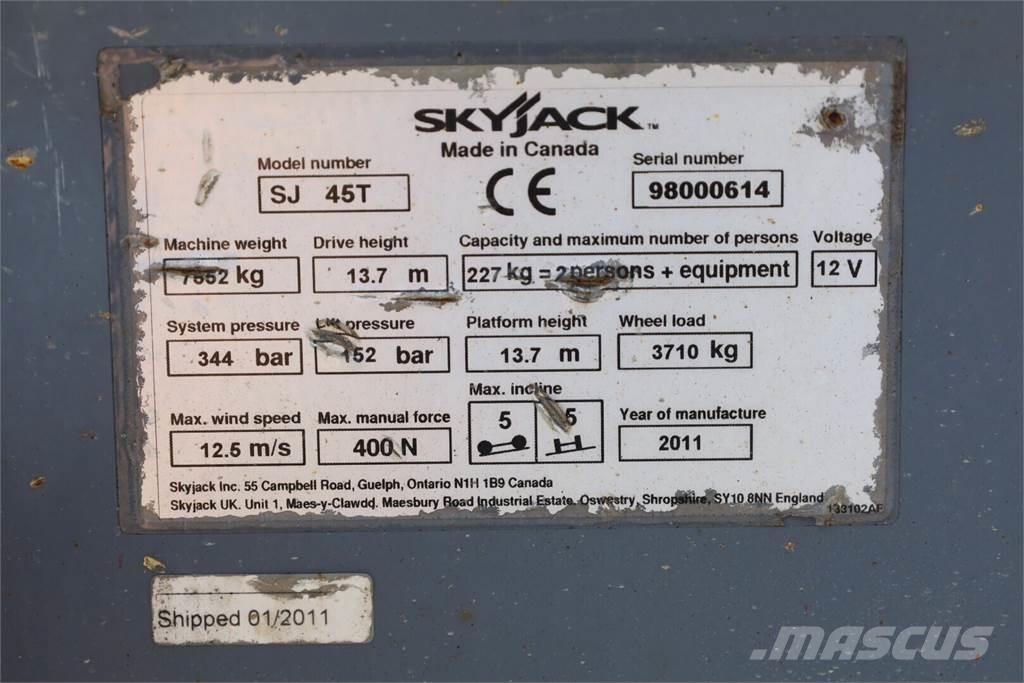 SKYJACK™
Made in Canada
Model number
SJ 45T
CE
Serial number
98000614
Machine weight
kg
Drive height
13.7 m
Capacity and maximum number of persons
227 kg = 2 persons + equipment
Voltage
12 V
System pressure
344 bar
Lift pressure
152 bar
Platform height
13.7 m
Wheel load
3710 kg
Max. wind speed
12.5 m/s
Max. manual force
400 N
Max. incline
5 5
Year of manufacture
2011
Skyjack Inc. 55 Campbell Road, Guelph, Ontario N1H 1B9 Canada
Skyjack UK. Unit 1, Maes-y-Clawdd. Maesbury Road Industrial Estate. Oswestry, Shropshire, SY10 8NN England
Shipped 01/2011
MASCUS